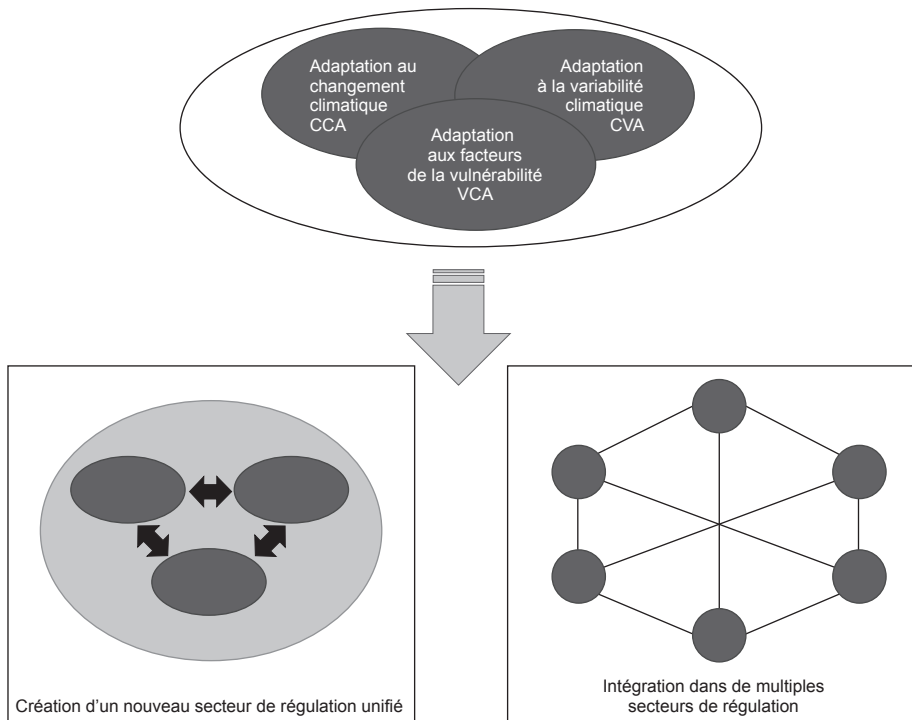 Adaptation au
changement
climatique
CCA
Adaptation
à la variabilité
climatique
CVA
Adaptation
aux facteurs
de la vulnérabilité
VCA
Création d’un nouveau secteur de régulation unifié
Intégration dans de multiples
secteurs de régulation